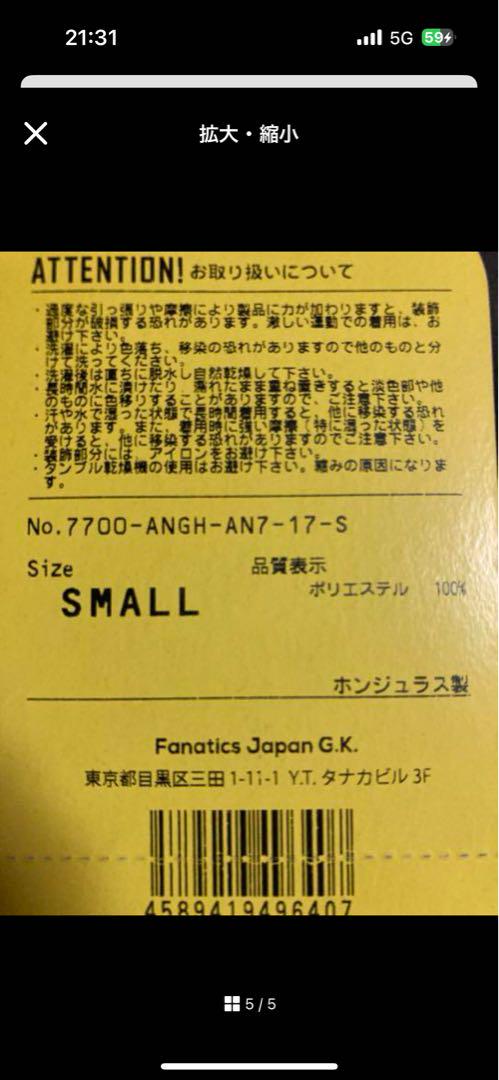 21:31
5G
59
拡大・縮小
ATTENTION! お取り扱いについて
・過度な引っ張りや摩擦により製品に力が加わりますと、装飾
部分が破損する恐れがあります。激しい運動での着用は、お
避け下さい。
・洗濯により色落ち、移染の恐れがありますので他のものと分
けて洗ってください。
・洗濯後は直ちに脱水し自然乾燥して下さい。
・長時間水に漬けたり、濡れたまま重ね置きすると淡色部や他
のものに色移りすることがありますので、ご注意下さい。
・汗や水で湿った状態で長時間着用すると、他に移染する恐れ
があります。また、着用時に強い摩擦（特に湿った状態）を
受けると、他に移染する恐れがありますのでご注意下さい。
・装飾部分には、アイロンをお避け下さい。
・タンブル乾燥機の使用はお避け下さい。縮みの原因になりま
す。
No.7700-ANGH-AN7-17-S
Size 品質表示
SMALL ポリエステル 100%
ホンジュラス製
Fanatics Japan G.K.
東京都目黒区三田1-11-1 Y.T.タナカビル 3F
4589419496407
5 / 5